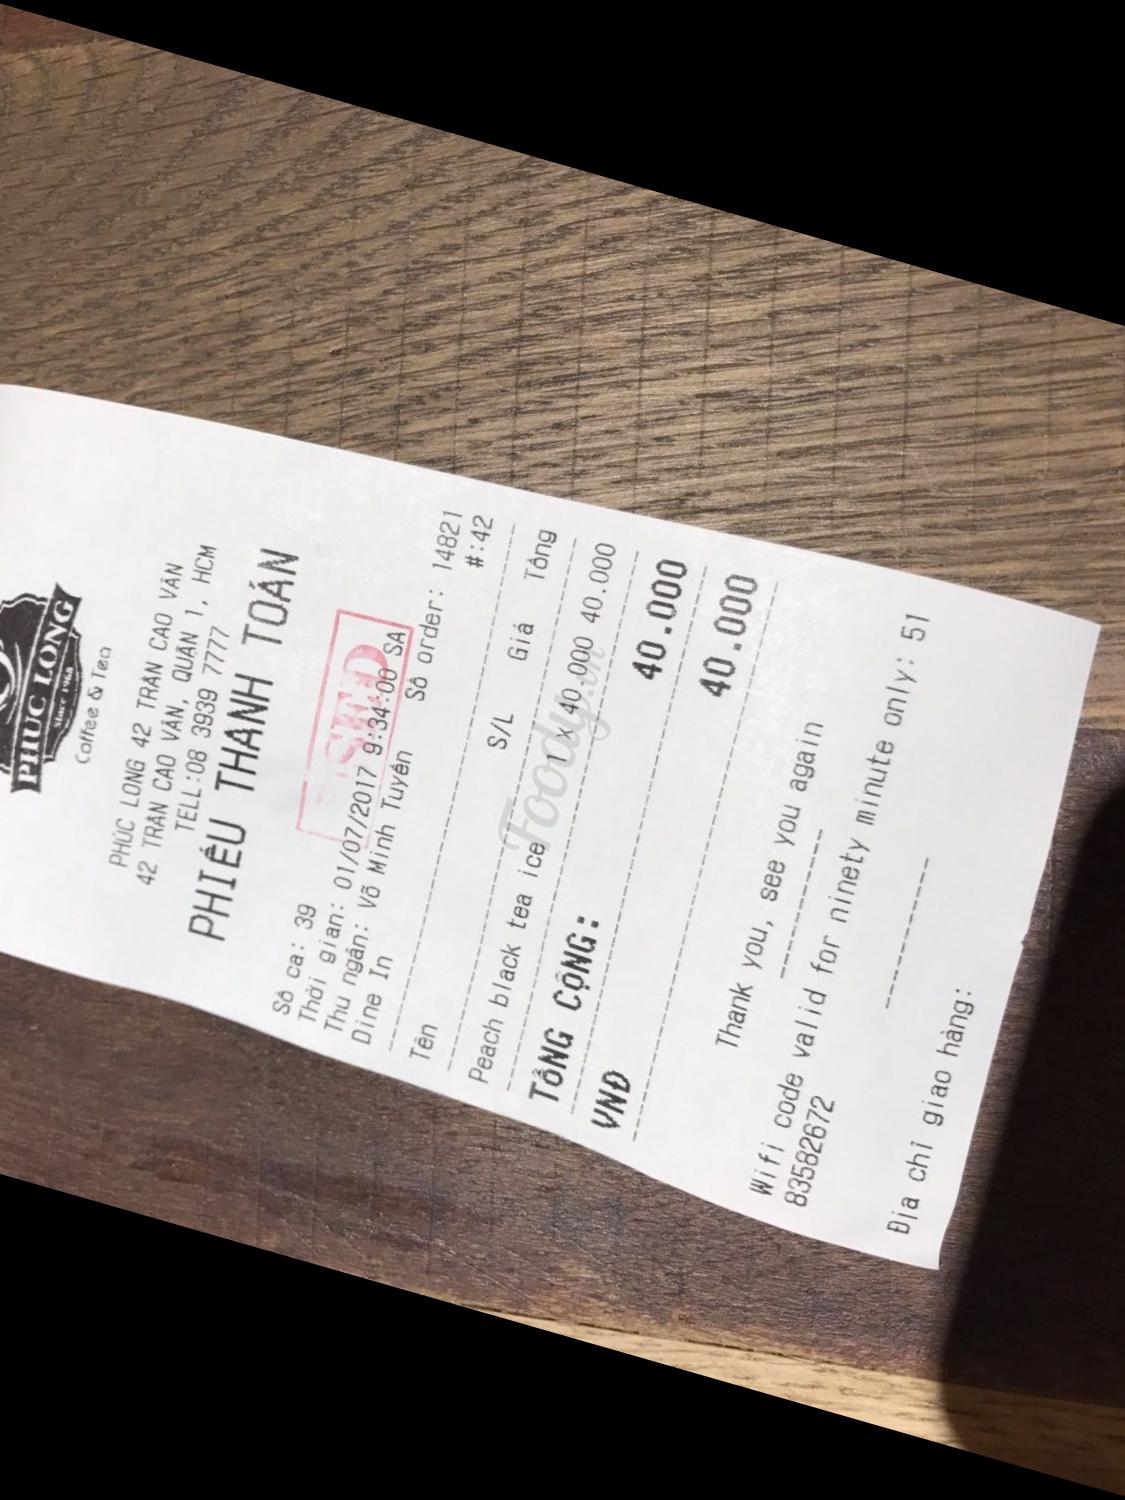 PHUC LONG
Since 1968
Coffee & Tea
PHÚC LONG 42 TRẦN CAO VÂN
42 TRẦN CAO VÂN, QUẬN 1, HCM
TELL:08 3939 7777
PHIẾU THANH TOÁN
Số ca: 39
Thời gian: 01/07/2017 9:34:00 SA
Thu ngân: Võ Minh Tuyền Số order: 14821
Dine In #:42
Tên S/L Giá Tổng
Peach black tea ice 1 X 40.000 40.000
TỔNG CỘNG: 40.000
VNĐ 40.000
Thank you, see you again
Wifi code valid for ninety minute only: 51
83582672
Địa chỉ giao hàng:
Foody.vn